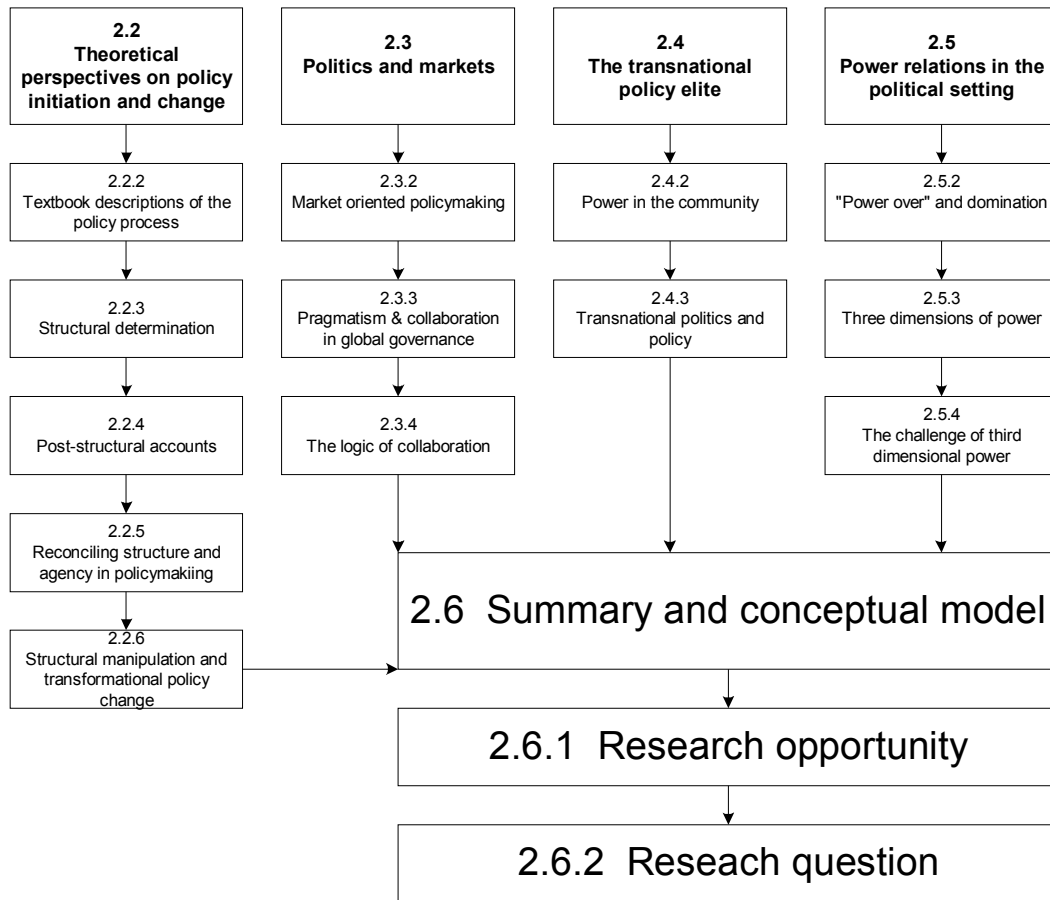 2.2
Theoretical
perspectives on policy
initiation and change
2.2.2
Textbook descriptions of the
policy process
2.2.3
Structural determination
2.2.4
Post-structural accounts
2.2.5
Reconciling structure and
agency in policymakiing
2.2.6
Structural manipulation and
transformational policy
change
2.3
Politics and markets
2.3.2
Market oriented policymaking
2.3.3
Pragmatism & collaboration
in global governance
2.3.4
The logic of collaboration
2.4
The transnational
policy elite
2.4.2
Power in the community
2.4.3
Transnational politics and
policy
2.5
Power relations in the
political setting
2.5.2
"Power over" and domination
2.5.3
Three dimensions of power
2.5.4
The challenge of third
dimensional power
2.6 Summary and conceptual model
2.6.1 Research opportunity
2.6.2 Reseach question